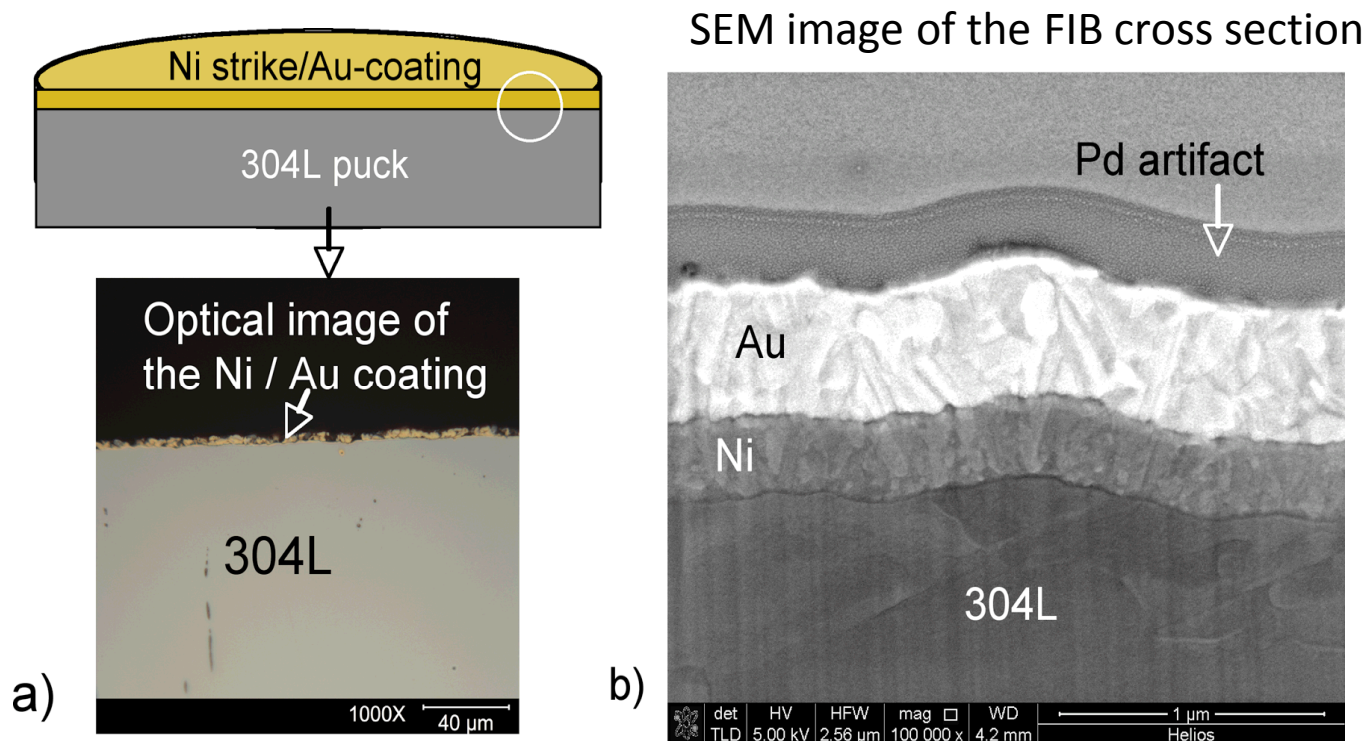 SEM image of the FIB cross section
Ni strike/Au-coating
304L puck
Optical image of
the Ni / Au coating
304L
a)
1000X
40 µm
Pd artifact
Au
Ni
304L
b)
det HV HFW mag □ WD 1 µm
TLD 5.00 kV 2.56 µm 100 000 x 4.2 mm Helios